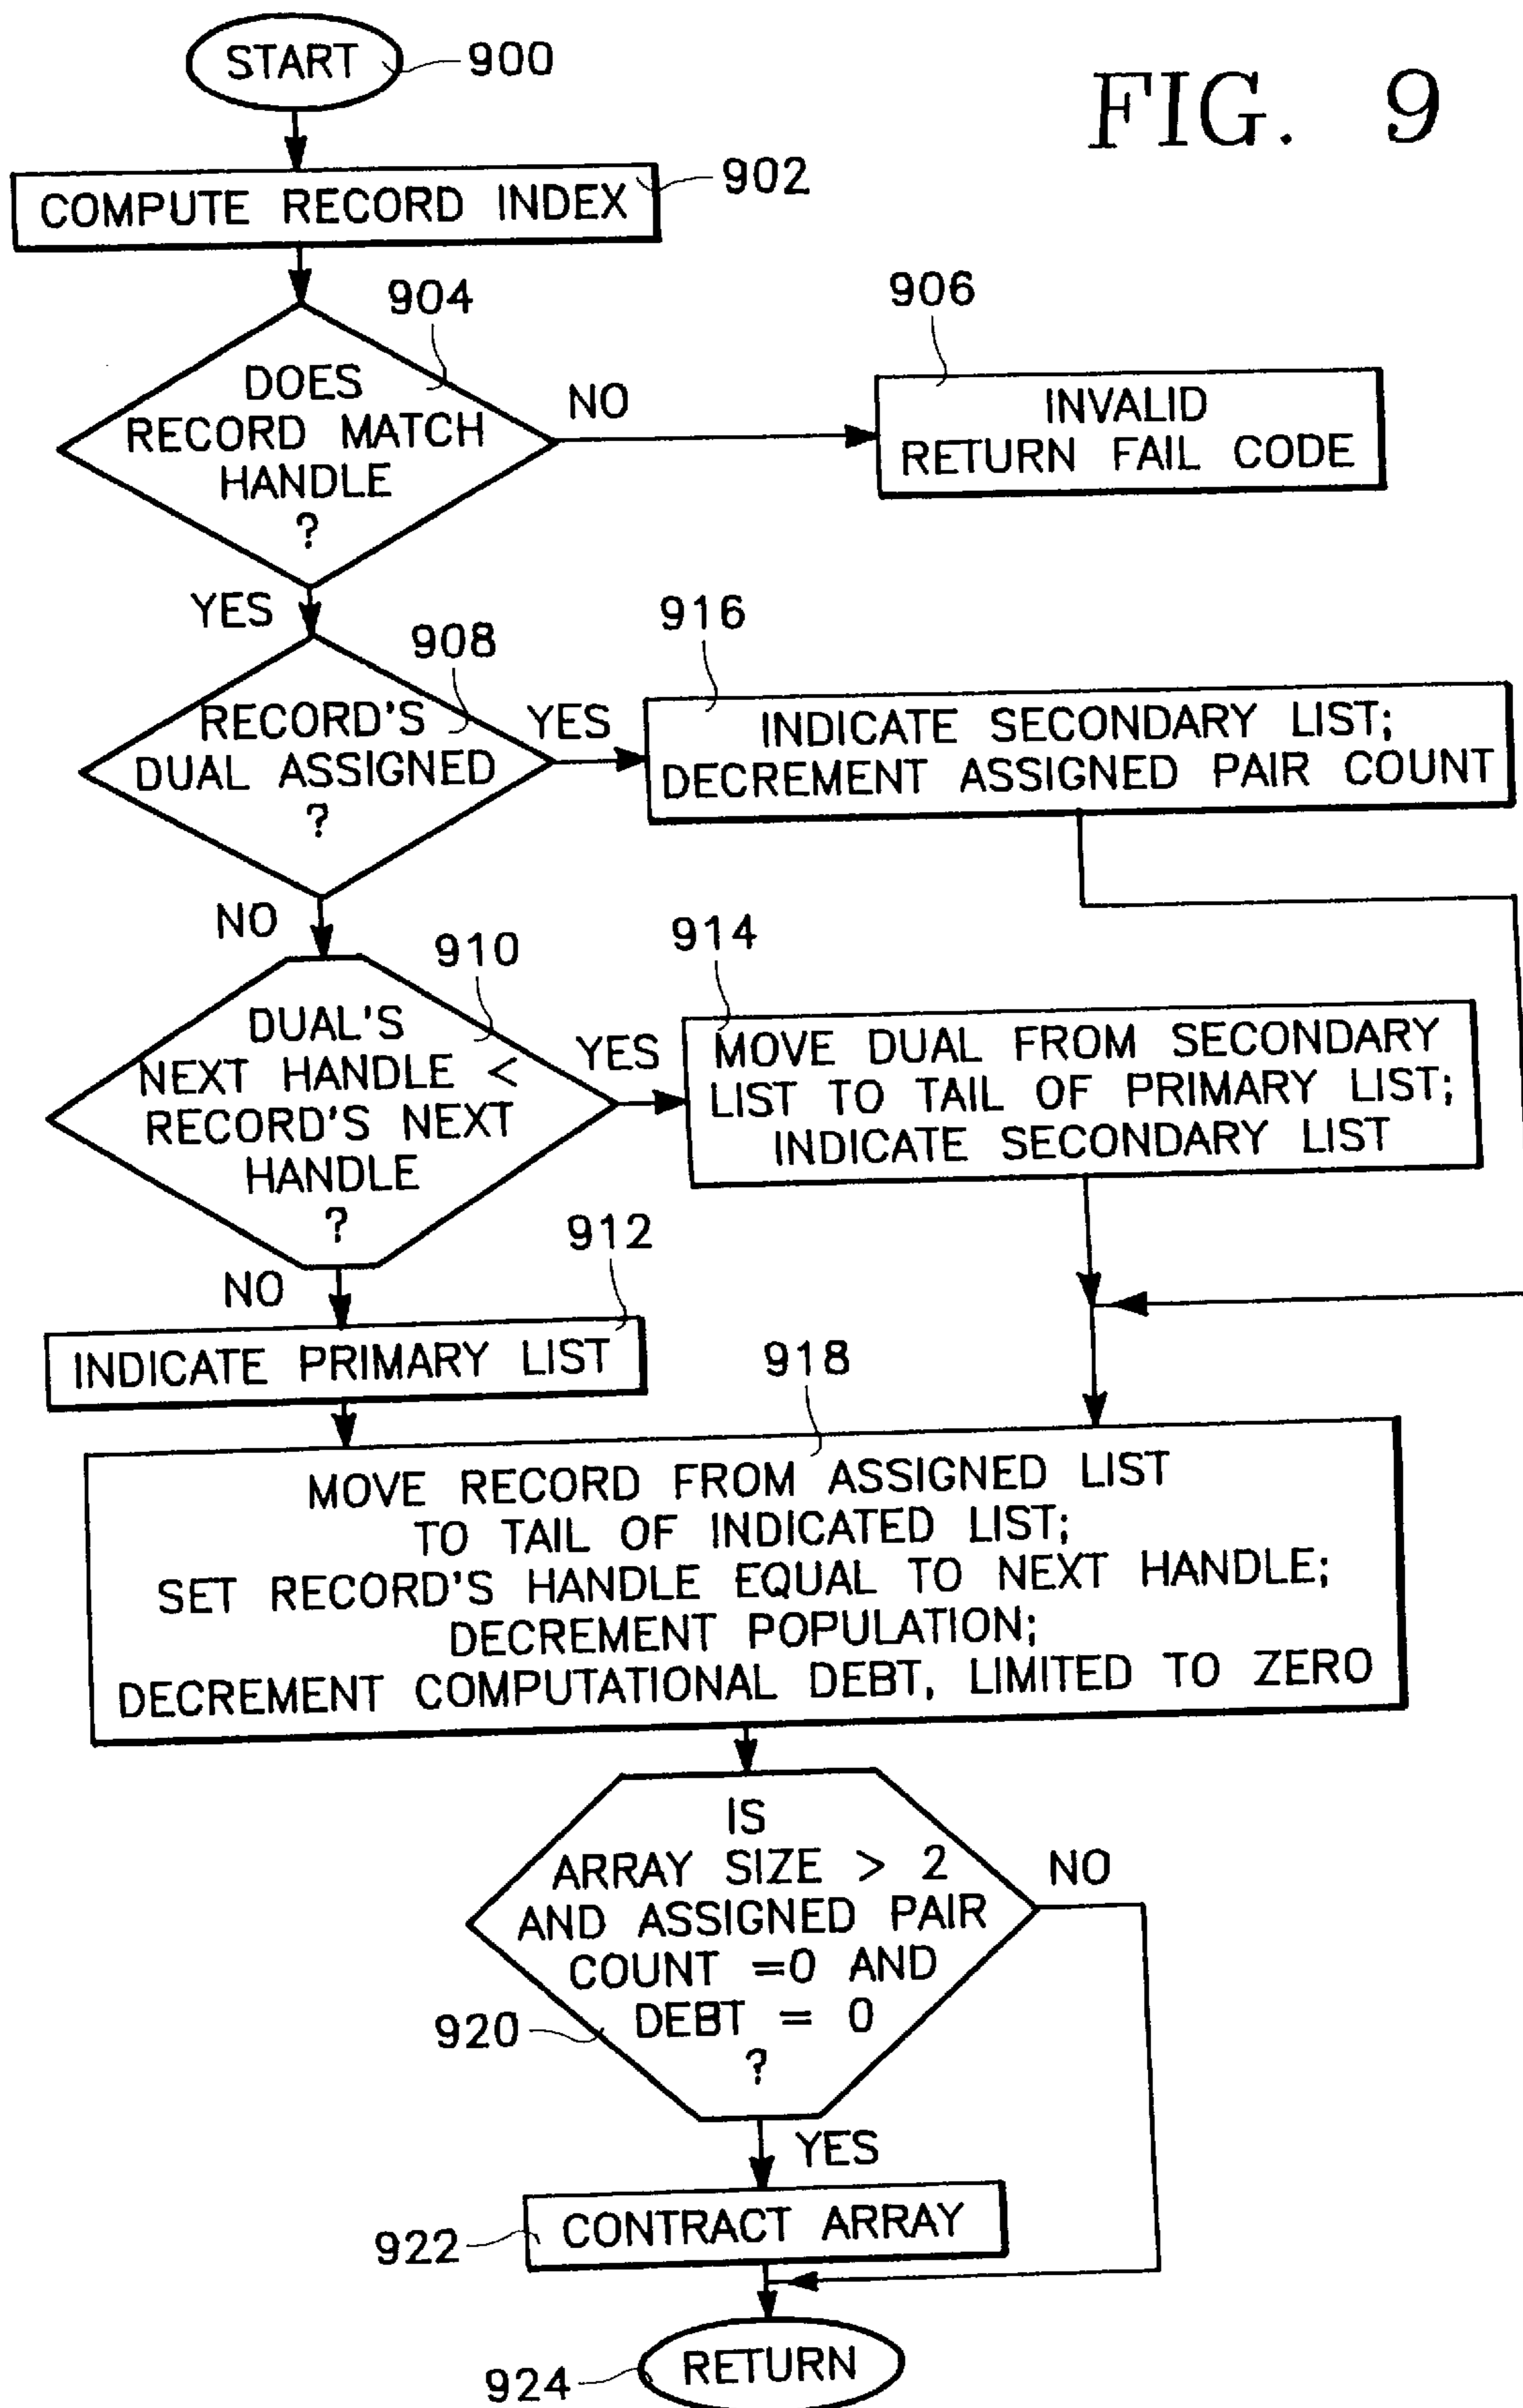 FIG. 9
START
900
COMPUTE RECORD INDEX
902
904
DOES
RECORD MATCH
HANDLE
?
NO
906
INVALID
RETURN FAIL CODE
YES
908
RECORD'S
DUAL ASSIGNED
?
YES
916
INDICATE SECONDARY LIST;
DECREMENT ASSIGNED PAIR COUNT
NO
910
DUAL'S
NEXT HANDLE <
RECORD'S NEXT
HANDLE
?
YES
914
MOVE DUAL FROM SECONDARY
LIST TO TAIL OF PRIMARY LIST;
INDICATE SECONDARY LIST
NO
912
INDICATE PRIMARY LIST
918
MOVE RECORD FROM ASSIGNED LIST
TO TAIL OF INDICATED LIST;
SET RECORD'S HANDLE EQUAL TO NEXT HANDLE;
DECREMENT POPULATION;
DECREMENT COMPUTATIONAL DEBT, LIMITED TO ZERO
IS
ARRAY SIZE > 2
AND ASSIGNED PAIR
COUNT =0 AND
DEBT = 0
?
920
NO
YES
922
CONTRACT ARRAY
RETURN
924